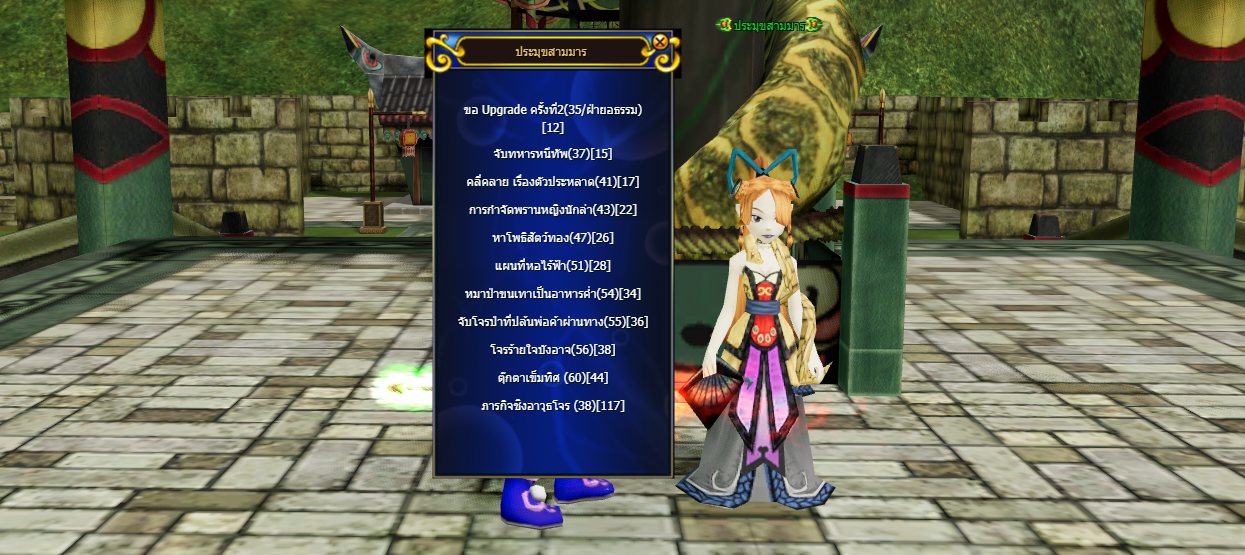 ประมุขสามมาร
ประมุขสามมาร
ขอ Upgrade ครั้งที่2(35/ฝ่ายอธรรม)
[12]
จับทหารหนีทัพ(37)[15]
คลี่คลาย เรื่องตัวประหลาด(41)[17]
การกำจัดพรานหญิงนักล่า(43)[22]
หาโพธิสัตว์ทอง(47)[26]
แผนที่หอไร้ฟ้า(51)[28]
หมาป่าขนเทาเป็นอาหารค่ำ(54)[34]
จับโจรป่าที่ปล้นพ่อค้าผ่านทาง(55)[36]
โจรร้ายใจบังอาจ(56)[38]
ตุ๊กตาเข็มทิศ (60)[44]
ภารกิจชิงอาวุธโจร (38)[117]